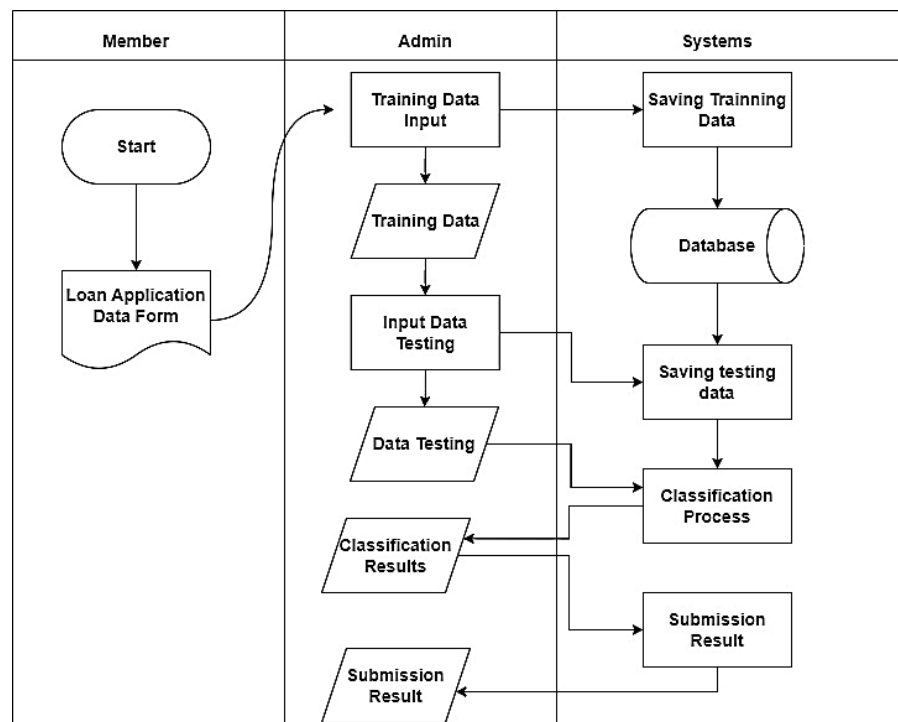 Member
Admin
Systems
Start
Loan Application
Data Form
Training Data
Input
Training Data
Input Data
Testing
Data Testing
Classification
Results
Submission
Result
Saving Trainning
Data
Database
Saving testing
data
Classification
Process
Submission
Result